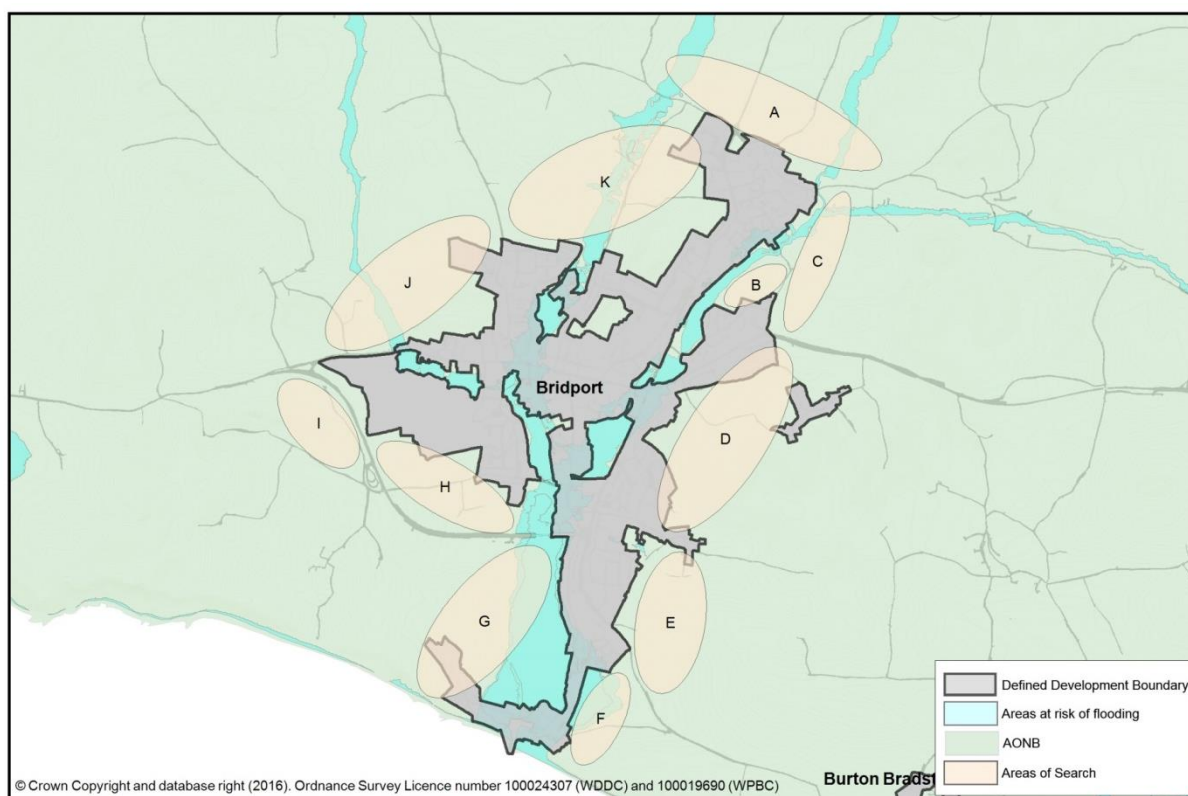 A
K
C
B
J
Bridport
I
D
H
G
E
F
Defined Development Boundary
Areas at risk of flooding
AONB
Areas of Search
Burton
© Crown Copyright and database right (2016). Ordnance Survey Licence number 100024307 (WDDC) and 100019690 (WPBC)